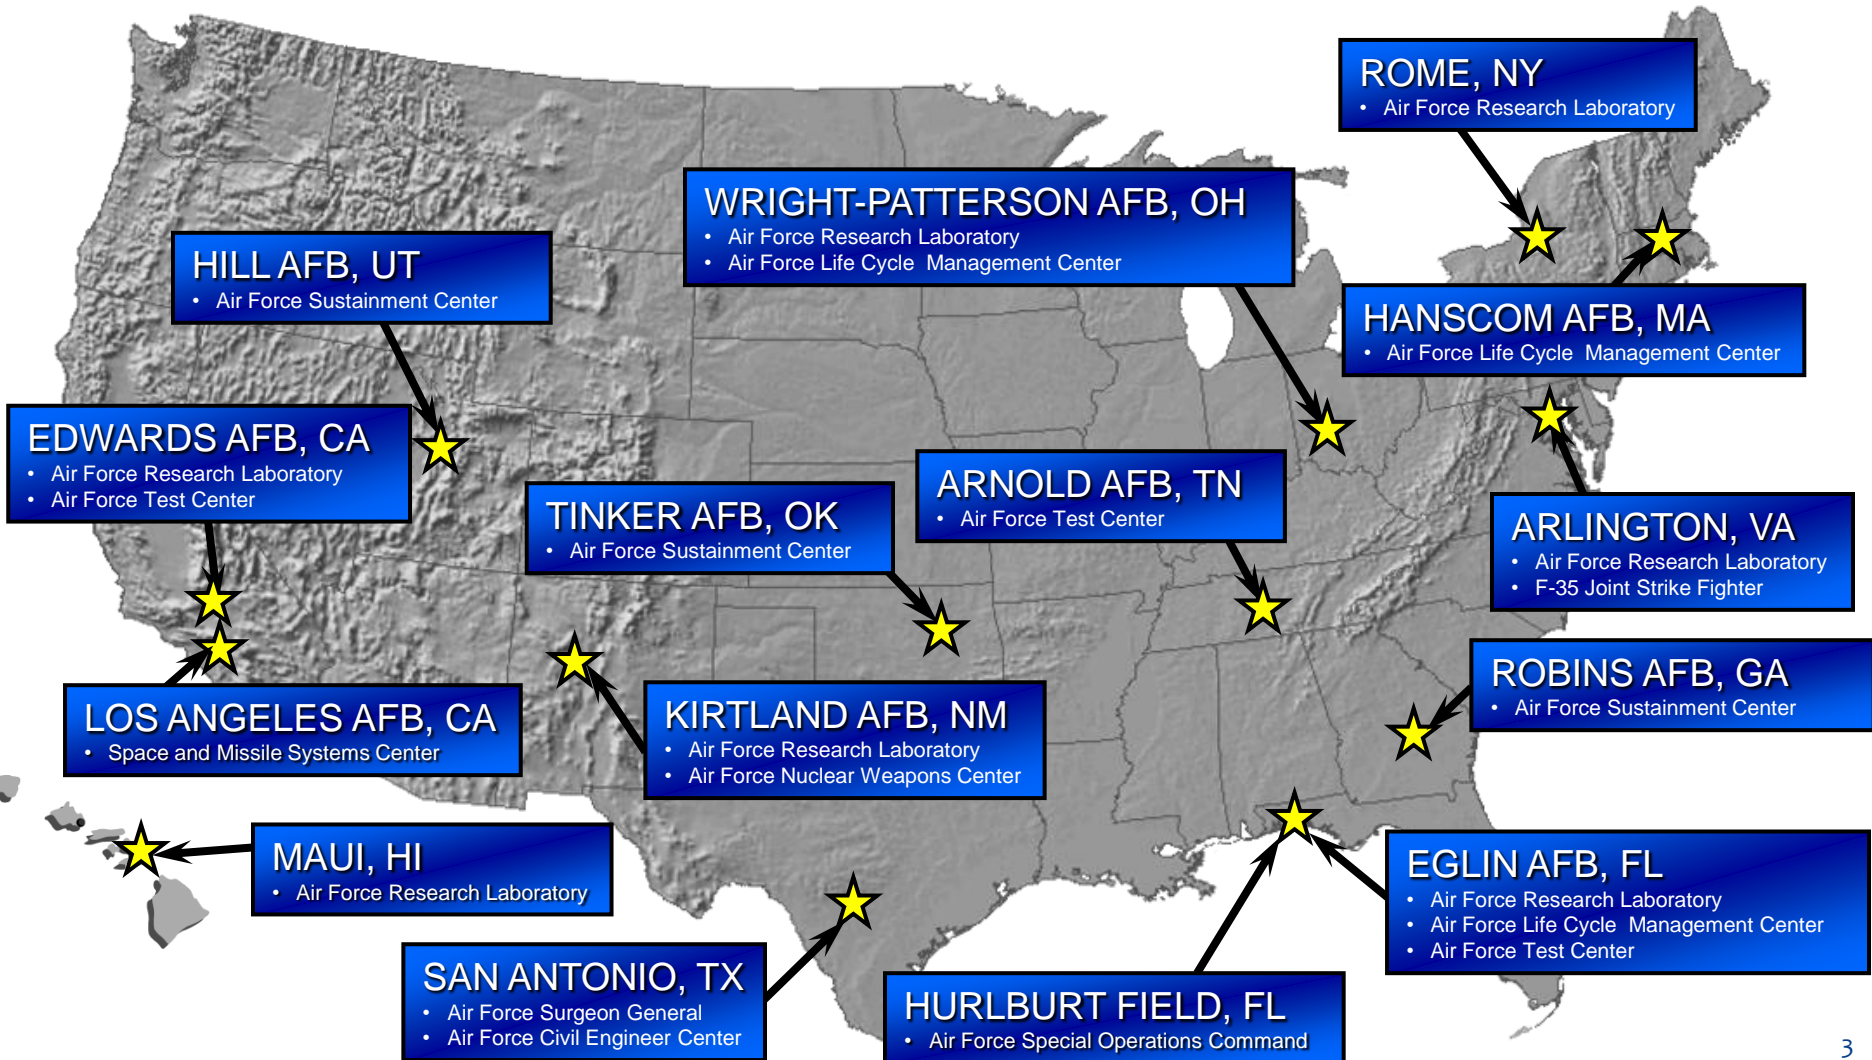 ROME, NY
• Air Force Research Laboratory
WRIGHT-PATTERSON AFB, OH
• Air Force Research Laboratory
• Air Force Life Cycle  Management Center
HILL AFB, UT
• Air Force Sustainment Center
HANSCOM AFB, MA
• Air Force Life Cycle  Management Center
EDWARDS AFB, CA
• Air Force Research Laboratory
• Air Force Test Center
ARNOLD AFB, TN
• Air Force Test Center
TINKER AFB, OK
• Air Force Sustainment Center
ARLINGTON, VA
• Air Force Research Laboratory
• F-35 Joint Strike Fighter
ROBINS AFB, GA
• Air Force Sustainment Center
LOS ANGELES AFB, CA
• Space and Missile Systems Center
KIRTLAND AFB, NM
• Air Force Research Laboratory
• Air Force Nuclear Weapons Center
MAUI, HI
• Air Force Research Laboratory
EGLIN AFB, FL
• Air Force Research Laboratory
• Air Force Life Cycle  Management Center
• Air Force Test Center
SAN ANTONIO, TX
• Air Force Surgeon General
• Air Force Civil Engineer Center
HURLBURT FIELD, FL
• Air Force Special Operations Command
3